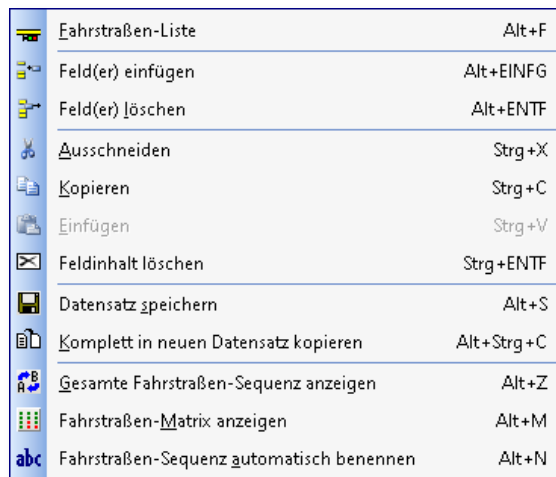 Fahrstraßen-Liste Alt+F
Feld(er) einfügen Alt+EINFG
Feld(er) löschen Alt+ENTF
Ausschneiden Strg+X
Kopieren Strg+C
Einfügen Strg+V
Feldinhalt löschen Strg+ENTF
Datensatz speichern Alt+S
Komplett in neuen Datensatz kopieren Alt+Strg+C
A B Gesamte Fahrstraßen-Sequenz anzeigen Alt+Z
Fahrstraßen-Matrix anzeigen Alt+M
abc Fahrstraßen-Sequenz automatisch benennen Alt+N